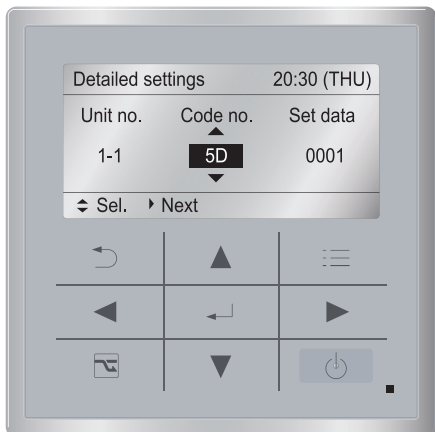 Detailed settings 20:30 (THU)
Unit no. Code no. Set data
1-1 5D 0001
Sel. Next